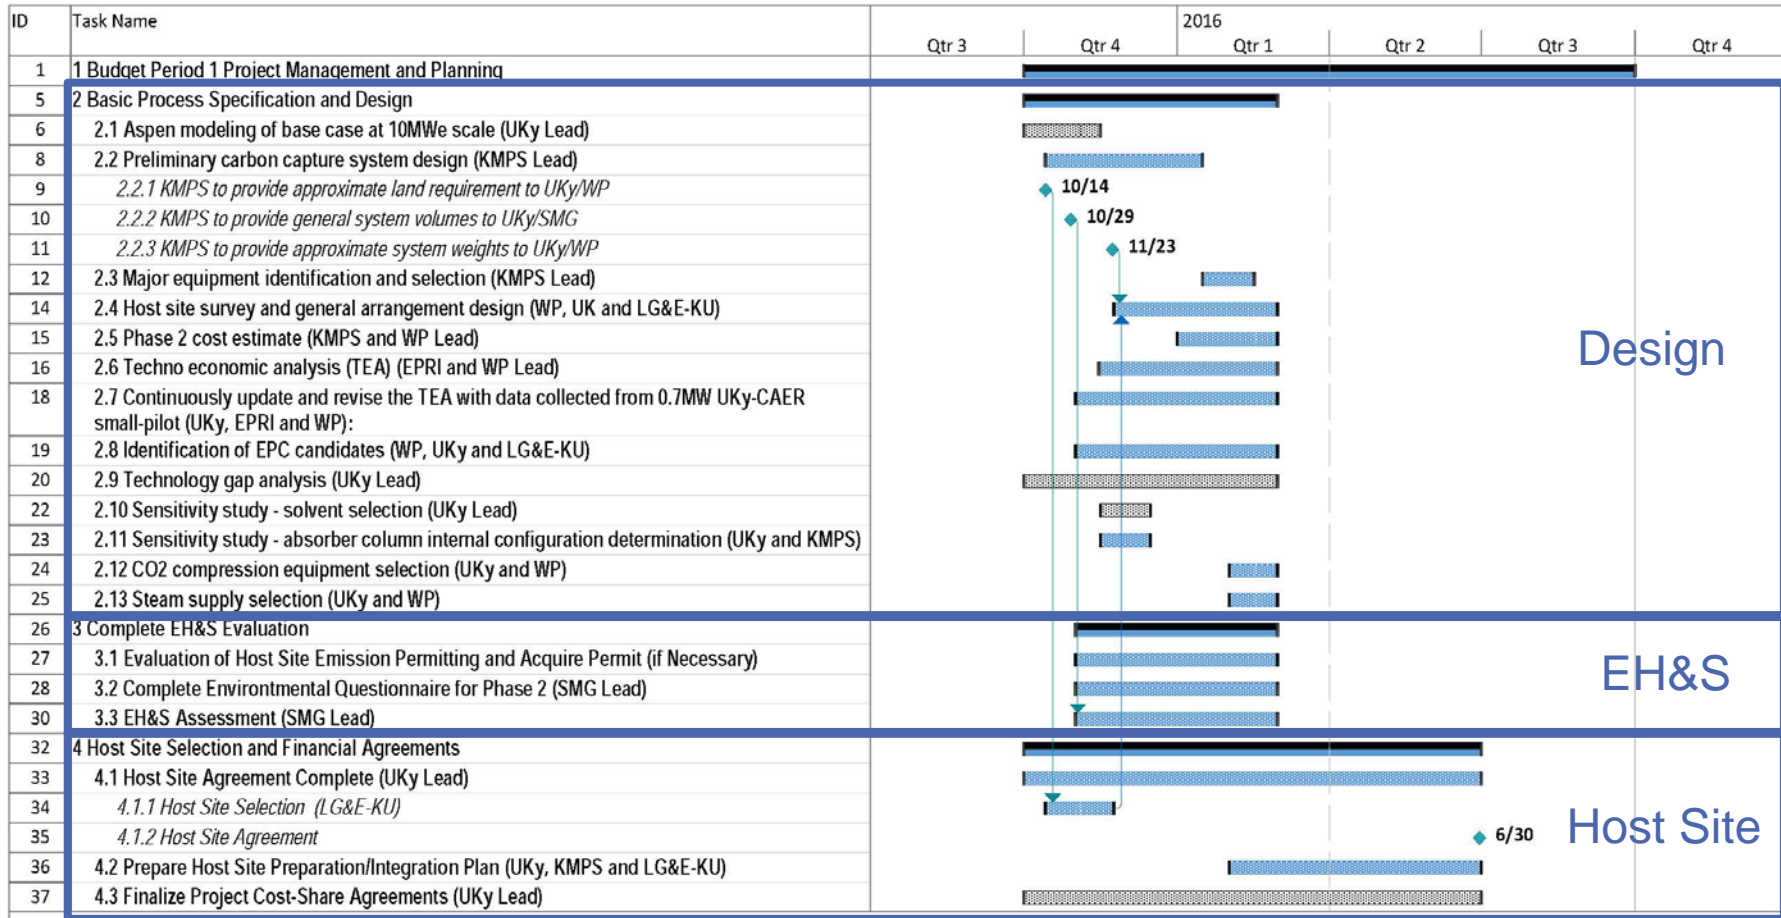 ID Task Name 2016
Qtr 3 Qtr 4 Qtr 1 Qtr 2 Qtr 3 Qtr 4
1 1 Budget Period 1 Project Management and Planning
5 2 Basic Process Specification and Design
6 2.1 Aspen modeling of base case at 10MWe scale (UKy Lead)
8 2.2 Preliminary carbon capture system design (KMPS Lead)
9 2.2.1 KMPS to provide approximate land requirement to UKy/WP 10/14
10 2.2.2 KMPS to provide general system volumes to UKy/SMG 10/29
11 2.2.3 KMPS to provide approximate system weights to UKy/WP 11/23
12 2.3 Major equipment identification and selection (KMPS Lead)
14 2.4 Host site survey and general arrangement design (WP, UK and LG&E-KU)
15 2.5 Phase 2 cost estimate (KMPS and WP Lead)
Design
16 2.6 Techno economic analysis (TEA) (EPRI and WP Lead)
18 2.7 Continuously update and revise the TEA with data collected from 0.7MW UKy-CAER
small-pilot (UKy, EPRI and WP):
19 2.8 Identification of EPC candidates (WP, UKy and LG&E-KU)
20 2.9 Technology gap analysis (UKy Lead)
22 2.10 Sensitivity study - solvent selection (UKy Lead)
23 2.11 Sensitivity study - absorber column internal configuration determination (UKy and KMPS)
24 2.12 CO2 compression equipment selection (UKy and WP)
25 2.13 Steam supply selection (UKy and WP)
26 3 Complete EH&S Evaluation
27 3.1 Evaluation of Host Site Emission Permitting and Acquire Permit (if Necessary)
EH&S
28 3.2 Complete Environtmental Questionnaire for Phase 2 (SMG Lead)
30 3.3 EH&S Assessment (SMG Lead)
32 4 Host Site Selection and Financial Agreements
33 4.1 Host Site Agreement Complete (UKy Lead)
34 4.1.1 Host Site Selection (LG&E-KU)
35 4.1.2 Host Site Agreement 6/30
Host Site
36 4.2 Prepare Host Site Preparation/Integration Plan (UKy, KMPS and LG&E-KU)
37 4.3 Finalize Project Cost-Share Agreements (UKy Lead)